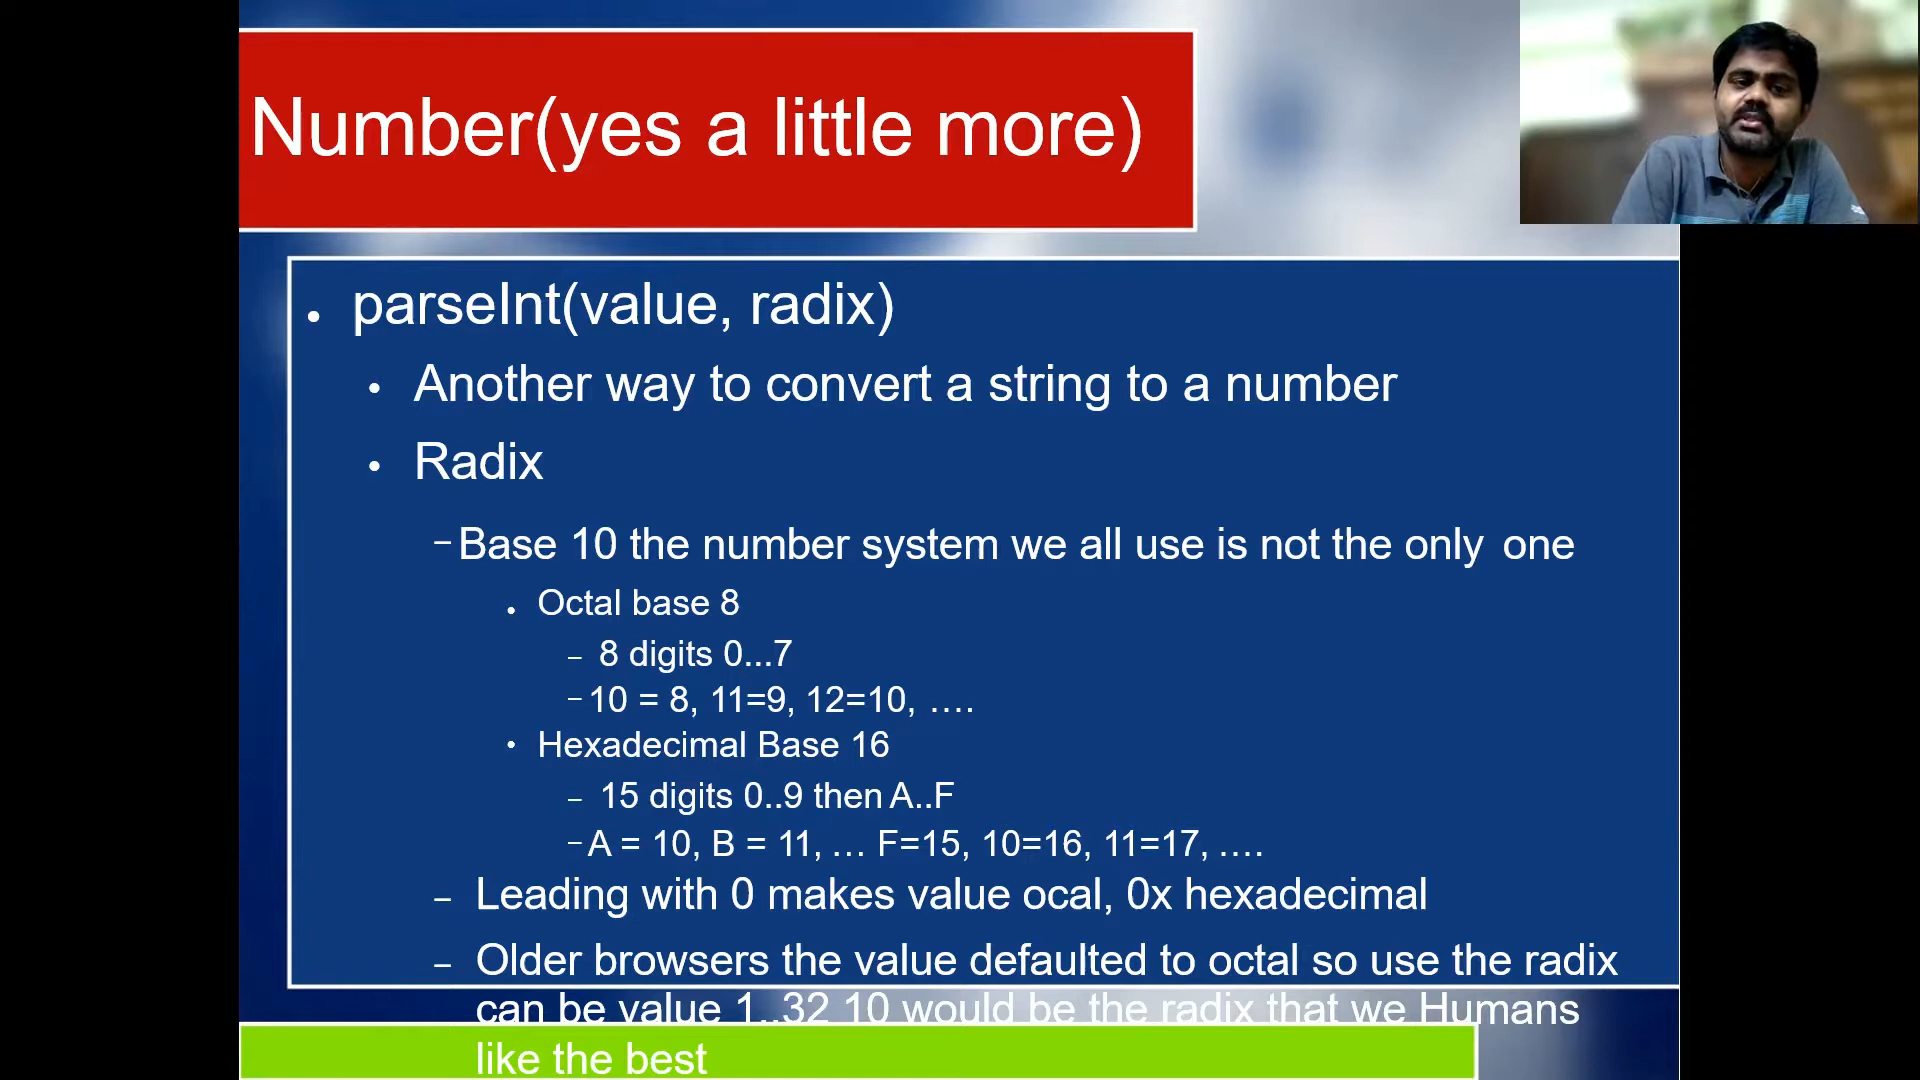 Number(yes a little more)
parseInt(value, radix)
Another way to convert a string to a number
Radix
Base 10 the number system we all use is not the only one
Octal base 8
8 digits 0...7
10 = 8, 11=9, 12=10, ….
Hexadecimal Base 16
15 digits 0..9 then A..F
A = 10, B = 11, … F=15, 10=16, 11=17, ….
Leading with 0 makes value ocal, 0x hexadecimal
Older browsers the value defaulted to octal so use the radix
can be value 1..32 10 would be the radix that we Humans
like the best